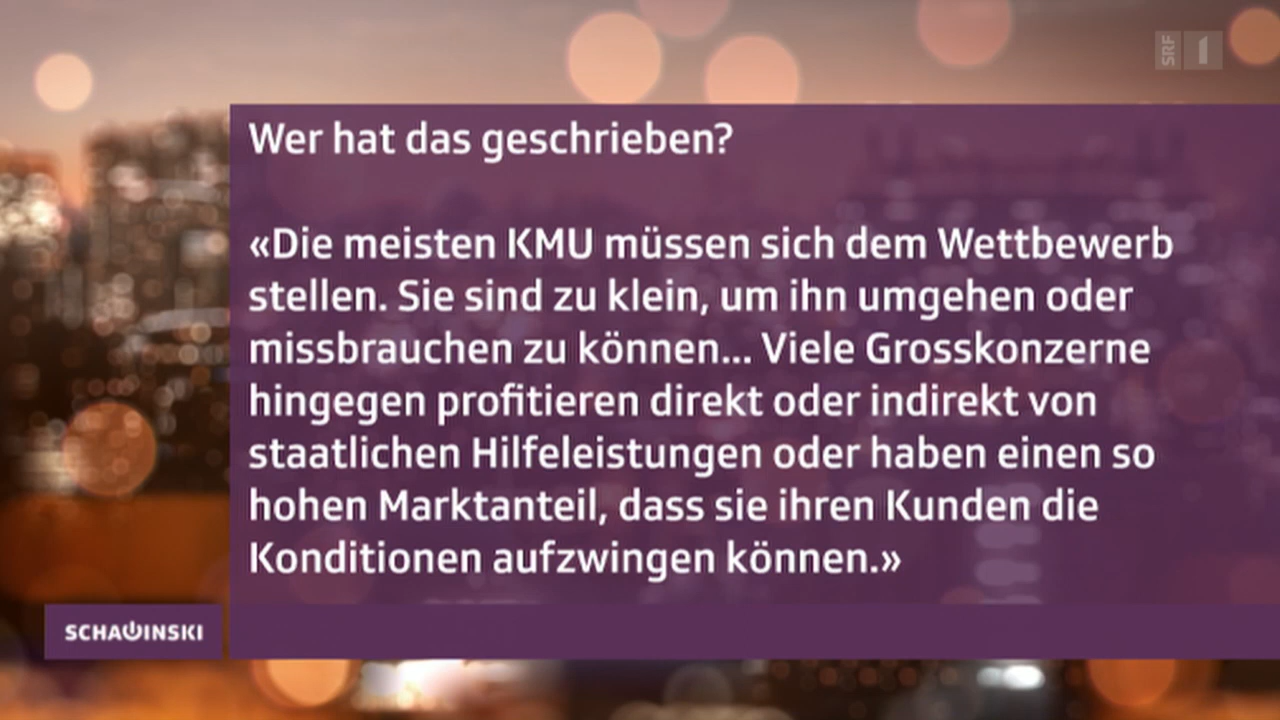 SRF 1
Wer hat das geschrieben?
«Die meisten KMU müssen sich dem Wettbewerb
stellen. Sie sind zu klein, um ihn umgehen oder
missbrauchen zu können... Viele Grosskonzerne
hingegen profitieren direkt oder indirekt von
staatlichen Hilfeleistungen oder haben einen so
hohen Marktanteil, dass sie ihren Kunden die
Konditionen aufzwingen können.»
SCHAWINSKI